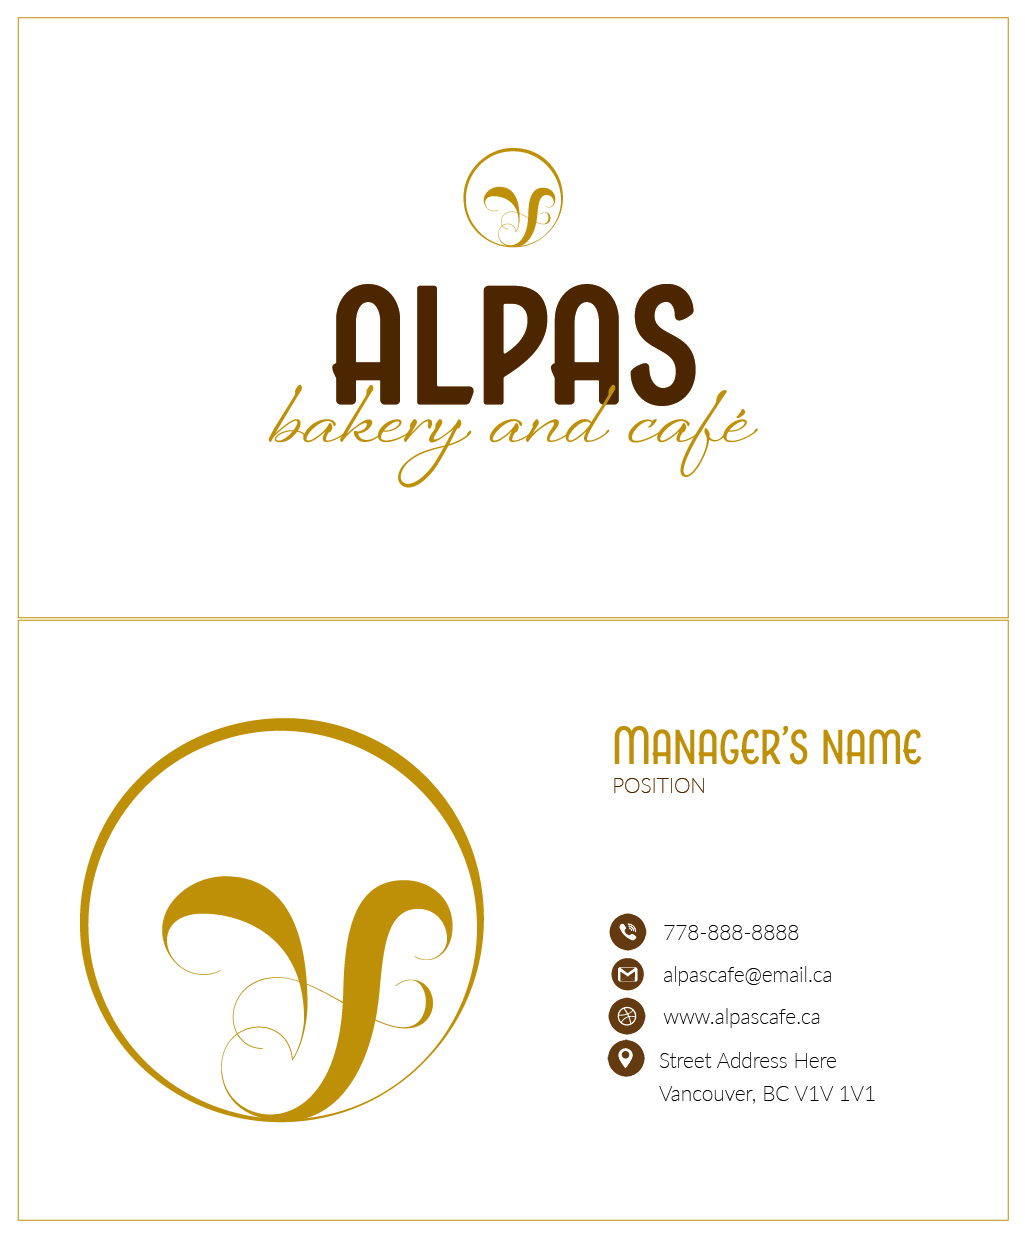 ALPAS
bakery and café
MANAGER'S NAME
POSITION
778-888-8888
alpascafe@email.ca
www.alpascafe.ca
Street Address Here
Vancouver, BC V1V 1V1